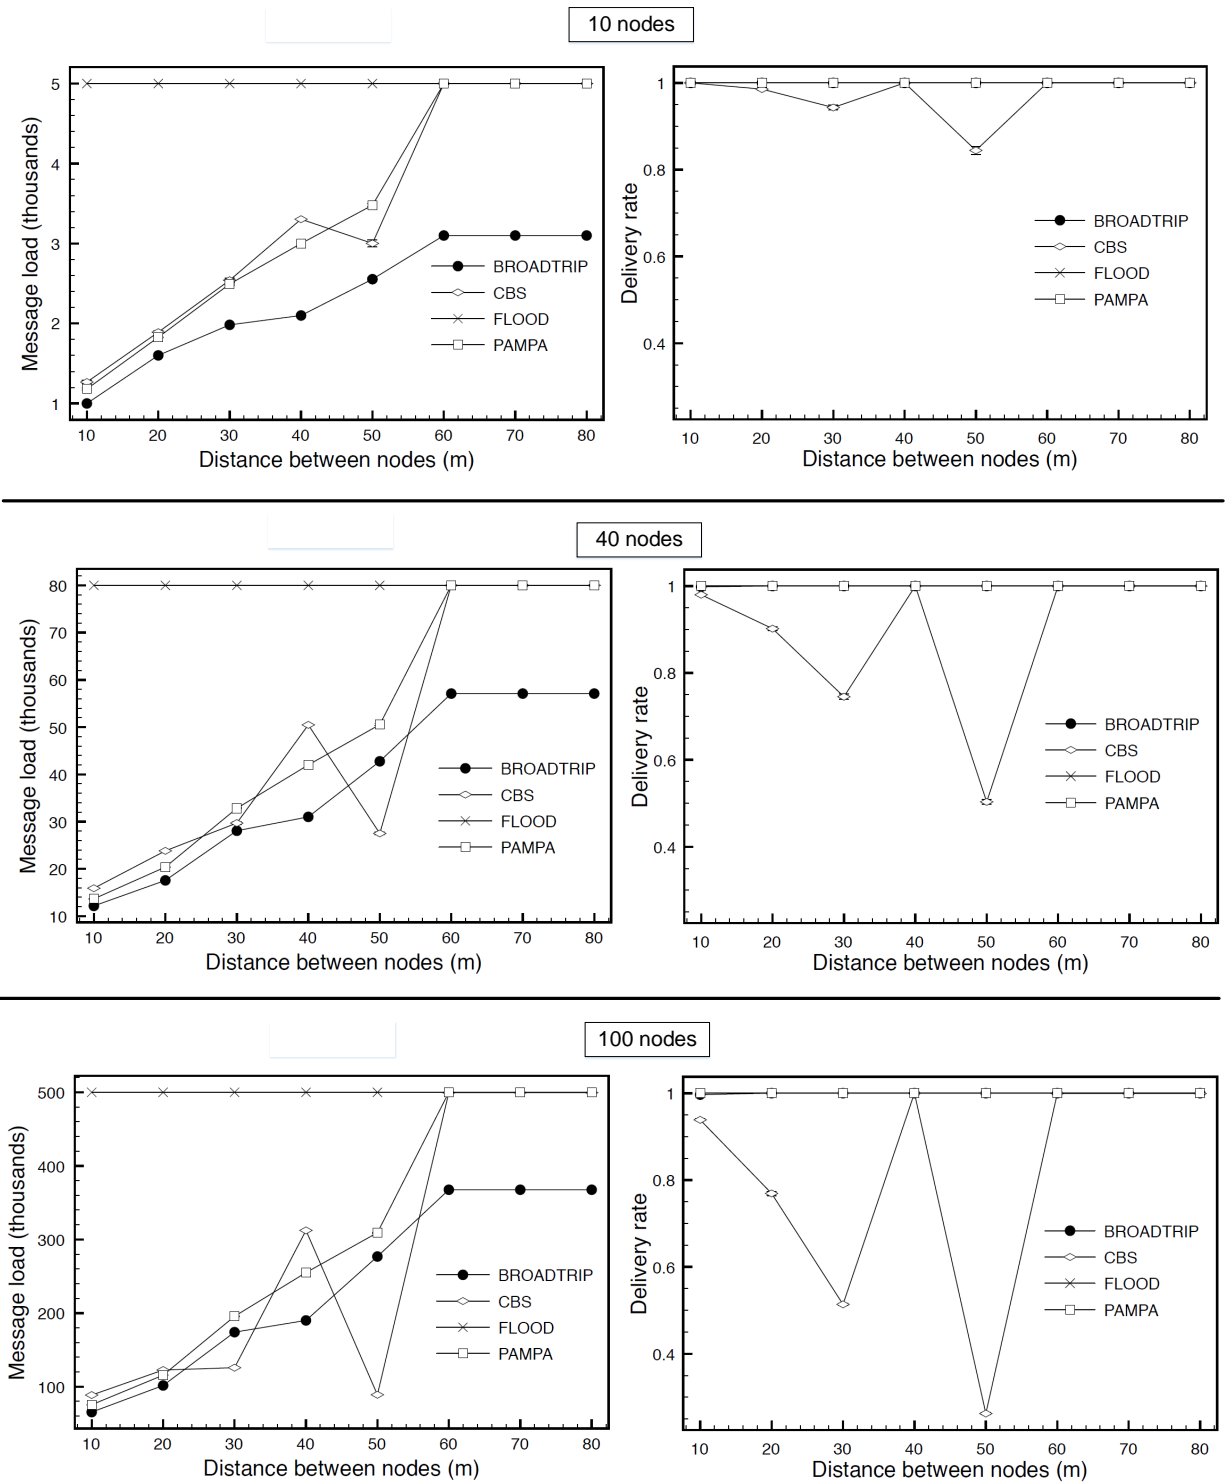 10 nodes
5
4
3
2
1
Message load (thousands)
BROADTRIP
CBS
FLOOD
PAMPA
10 20 30 40 50 60 70 80
Distance between nodes (m)
1
0.8
0.6
0.4
Delivery rate
BROADTRIP
CBS
FLOOD
PAMPA
10 20 30 40 50 60 70 80
Distance between nodes (m)
40 nodes
80
70
60
50
40
30
20
10
Message load (thousands)
BROADTRIP
CBS
FLOOD
PAMPA
10 20 30 40 50 60 70 80
Distance between nodes (m)
1
0.8
0.6
0.4
Delivery rate
BROADTRIP
CBS
FLOOD
PAMPA
10 20 30 40 50 60 70 80
Distance between nodes (m)
100 nodes
500
400
300
200
100
Message load (thousands)
BROADTRIP
CBS
FLOOD
PAMPA
10 20 30 40 50 60 70 80
Distance between nodes (m)
1
0.8
0.6
0.4
Delivery rate
BROADTRIP
CBS
FLOOD
PAMPA
10 20 30 40 50 60 70 80
Distance between nodes (m)